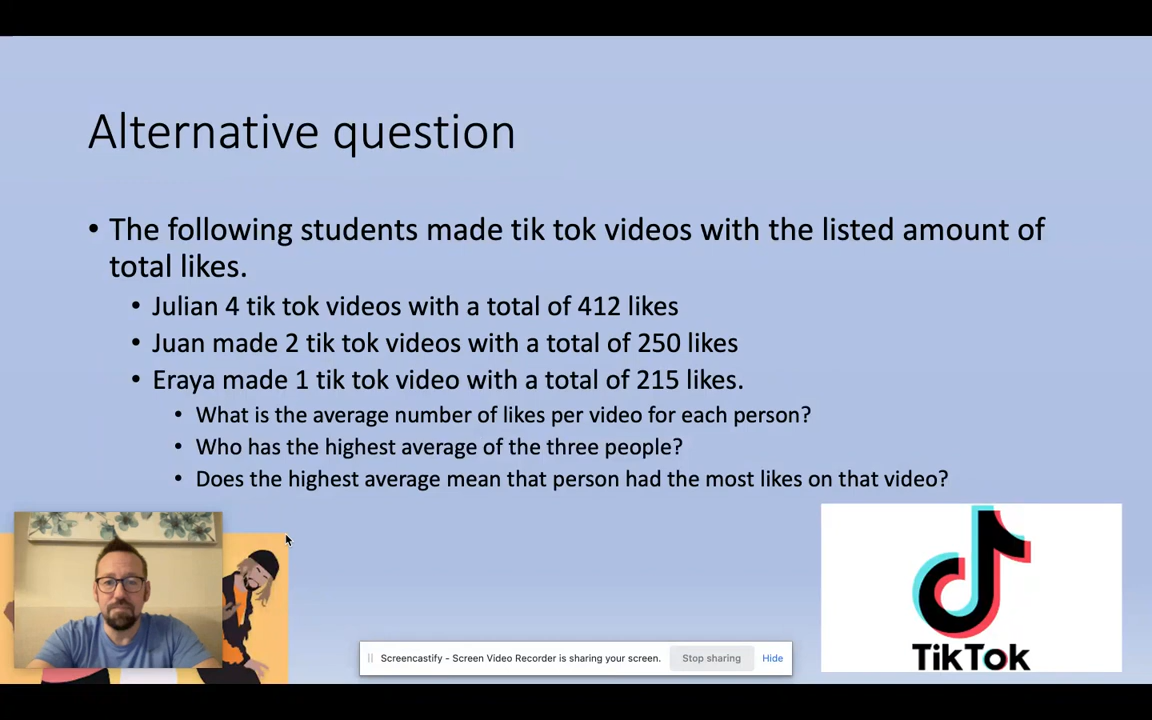 Alternative question
• The following students made tik tok videos with the listed amount of
total likes.
• Julian 4 tik tok videos with a total of 412 likes
• Juan made 2 tik tok videos with a total of 250 likes
• Eraya made 1 tik tok video with a total of 215 likes.
• What is the average number of likes per video for each person?
• Who has the highest average of the three people?
• Does the highest average mean that person had the most likes on that video?
Screencastify - Screen Video Recorder is sharing your screen. Stop sharing Hide
TikTok